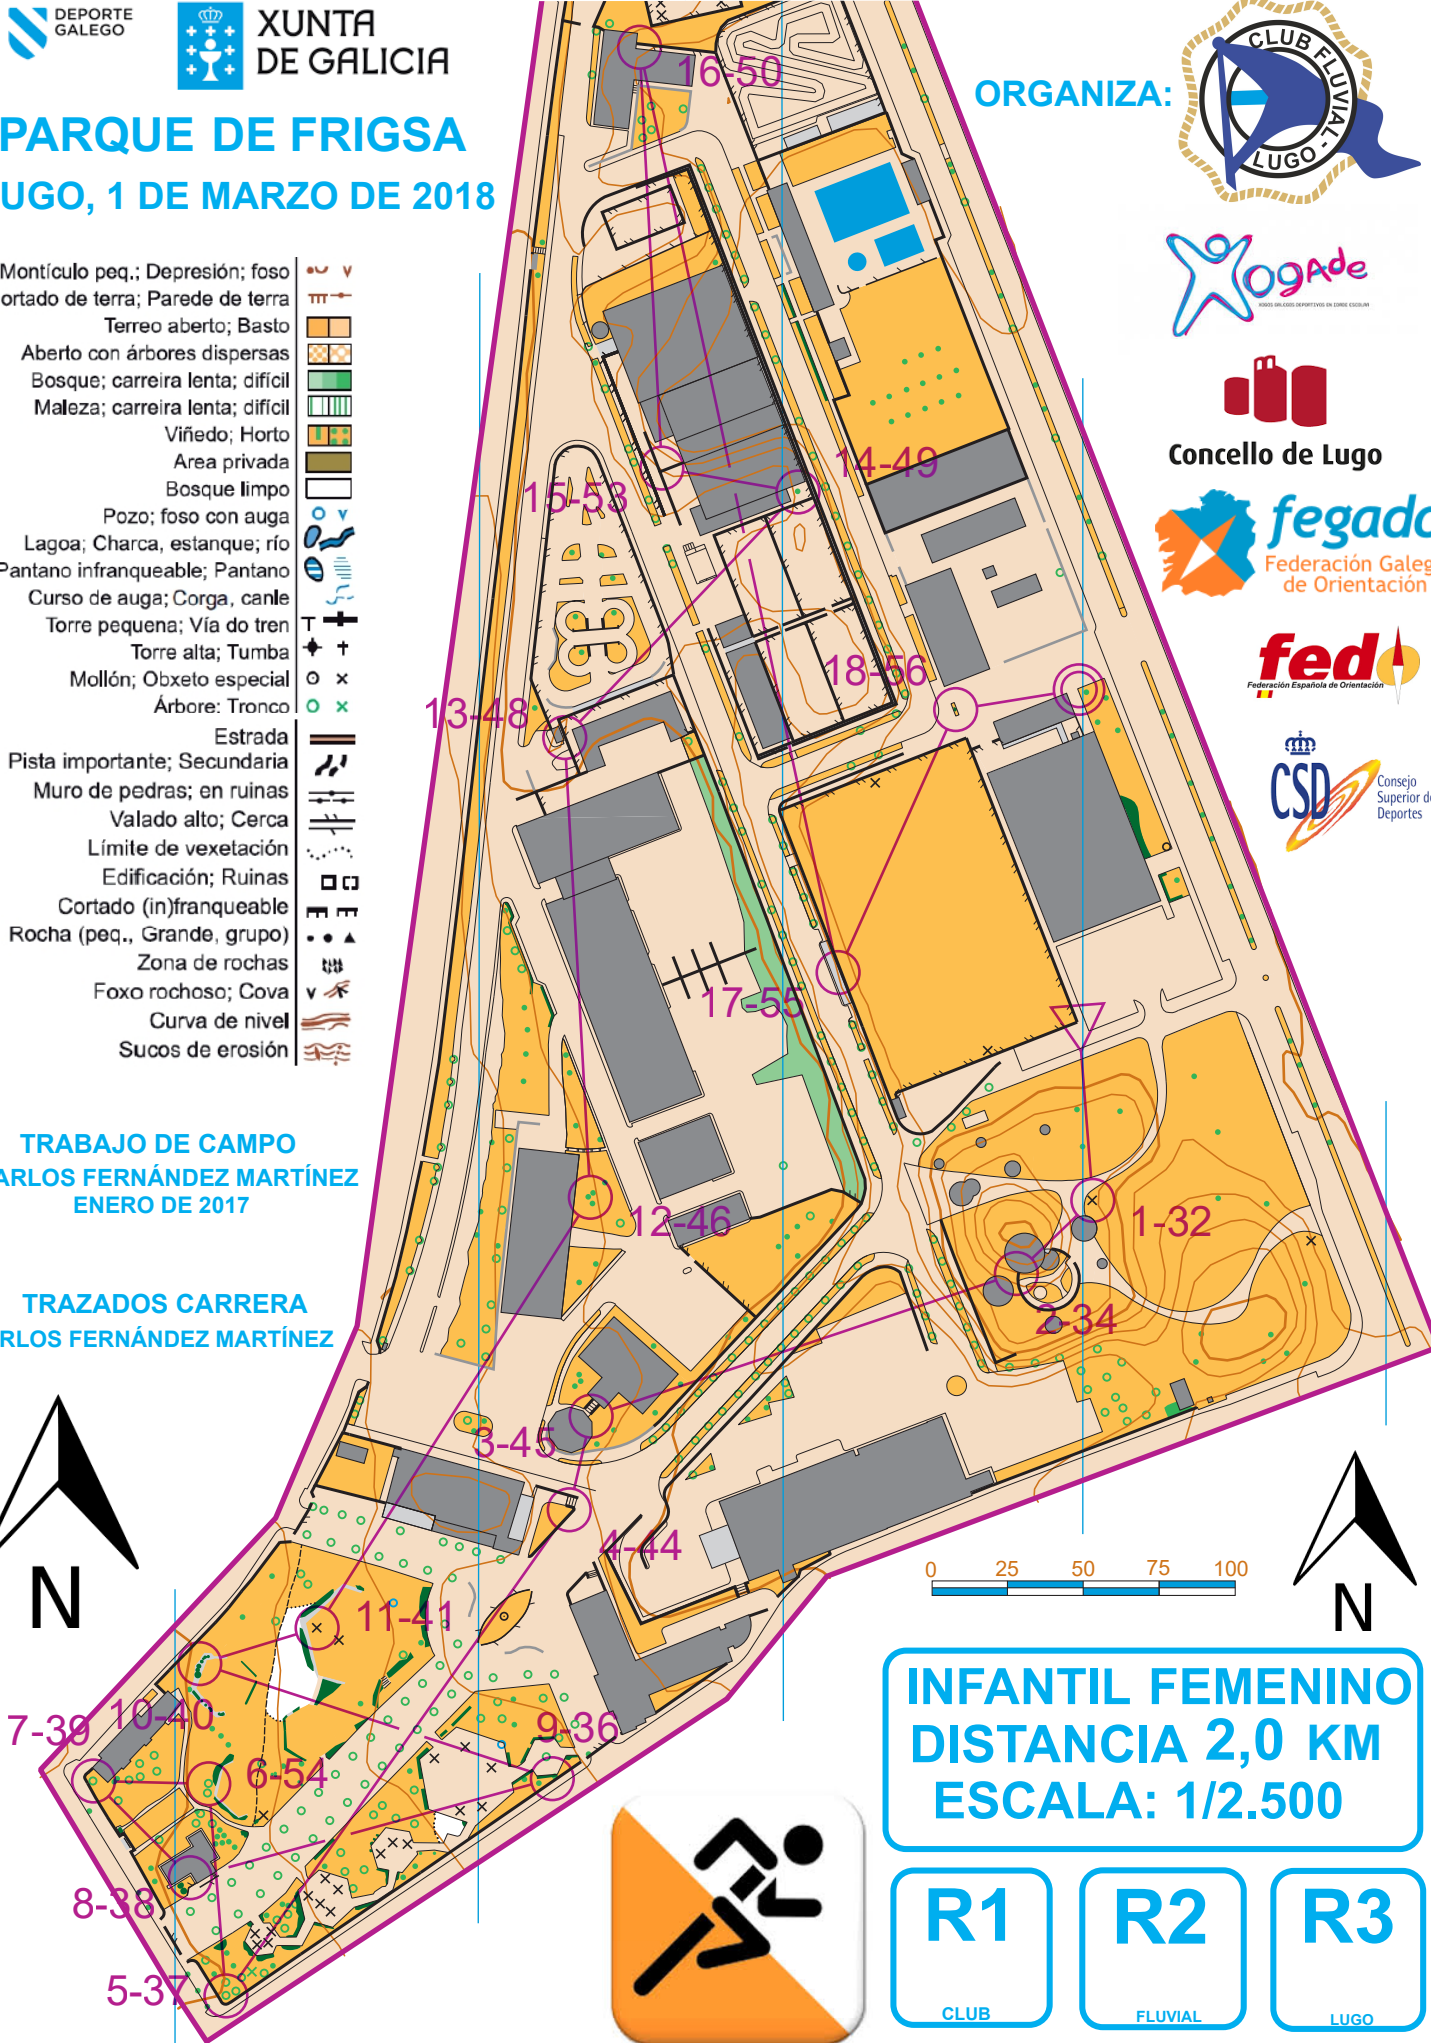 DEPORTE
GALEGO
XUNTA
DE GALICIA
PARQUE DE FRIGSA
UGO, 1 DE MARZO DE 2018
ORGANIZA:
CLUB FLUVIAL
- LUGO -
Montículo peq.; Depresión; foso
ortado de terra; Parede de terra
Terreo aberto; Basto
Aberto con árbores dispersas
Bosque; carreira lenta; difícil
Maleza; carreira lenta; difícil
Viñedo; Horto
Area privada
Bosque limpo
Pozo; foso con auga
Lagoa; Charca, estanque; río
Pantano infranqueable; Pantano
Curso de auga; Corga, canle
Torre pequena; Vía do tren
Torre alta; Tumba
Mollón; Obxeto especial
Árbore: Tronco
Estrada
Pista importante; Secundaria
Muro de pedras; en ruinas
Valado alto; Cerca
Límite de vexetación
Edificación; Ruinas
Cortado (in)franqueable
Rocha (peq., Grande, grupo)
Zona de rochas
Foxo rochoso; Cova
Curva de nivel
Sucos de erosión
TRABAJO DE CAMPO
ARLOS FERNÁNDEZ MARTÍNEZ
ENERO DE 2017
TRAZADOS CARRERA
RLOS FERNÁNDEZ MARTÍNEZ
N
xogAde
XOGOS GALEGOS DEPORTIVOS EN IDADE ESCOLAR
Concello de Lugo
fegado
Federación Galeg
de Orientación
fedo
Federación Española de Orientación
CSD
Consejo
Superior de
Deportes
16-50
15-53
14-49
13-48
18-56
17-55
12-46
1-32
2-34
3-45
4-44
11-41
10-40
7-39
6-54
9-36
8-38
5-37
0 25 50 75 100
N
INFANTIL FEMENINO
DISTANCIA 2,0 KM
ESCALA: 1/2.500
R1
CLUB
R2
FLUVIAL
R3
LUGO